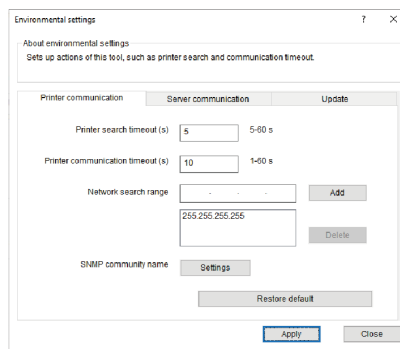 Environmental settings ? ×
About environmental settings
Sets up actions of this tool, such as printer search and communication timeout.
Printer communication Server communication Update
Printer search timeout (s) 5 5-60 s
Printer communication timeout (s) 10 1-60 s
Network search range . . . Add
255.255.255.255
Delete
SNMP community name Settings
Restore default
Apply Close